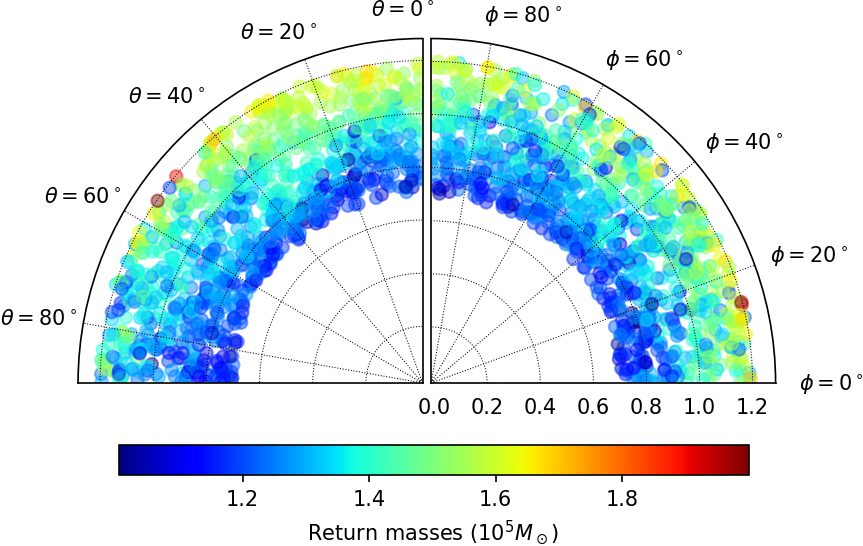 θ = 0°
ϕ = 80°
θ = 20°
ϕ = 60°
θ = 40°
ϕ = 40°
θ = 60°
ϕ = 20°
θ = 80°
ϕ = 0°
0.0 0.2 0.4 0.6 0.8 1.0 1.2
1.2 1.4 1.6 1.8
Return masses (10⁵M☉)